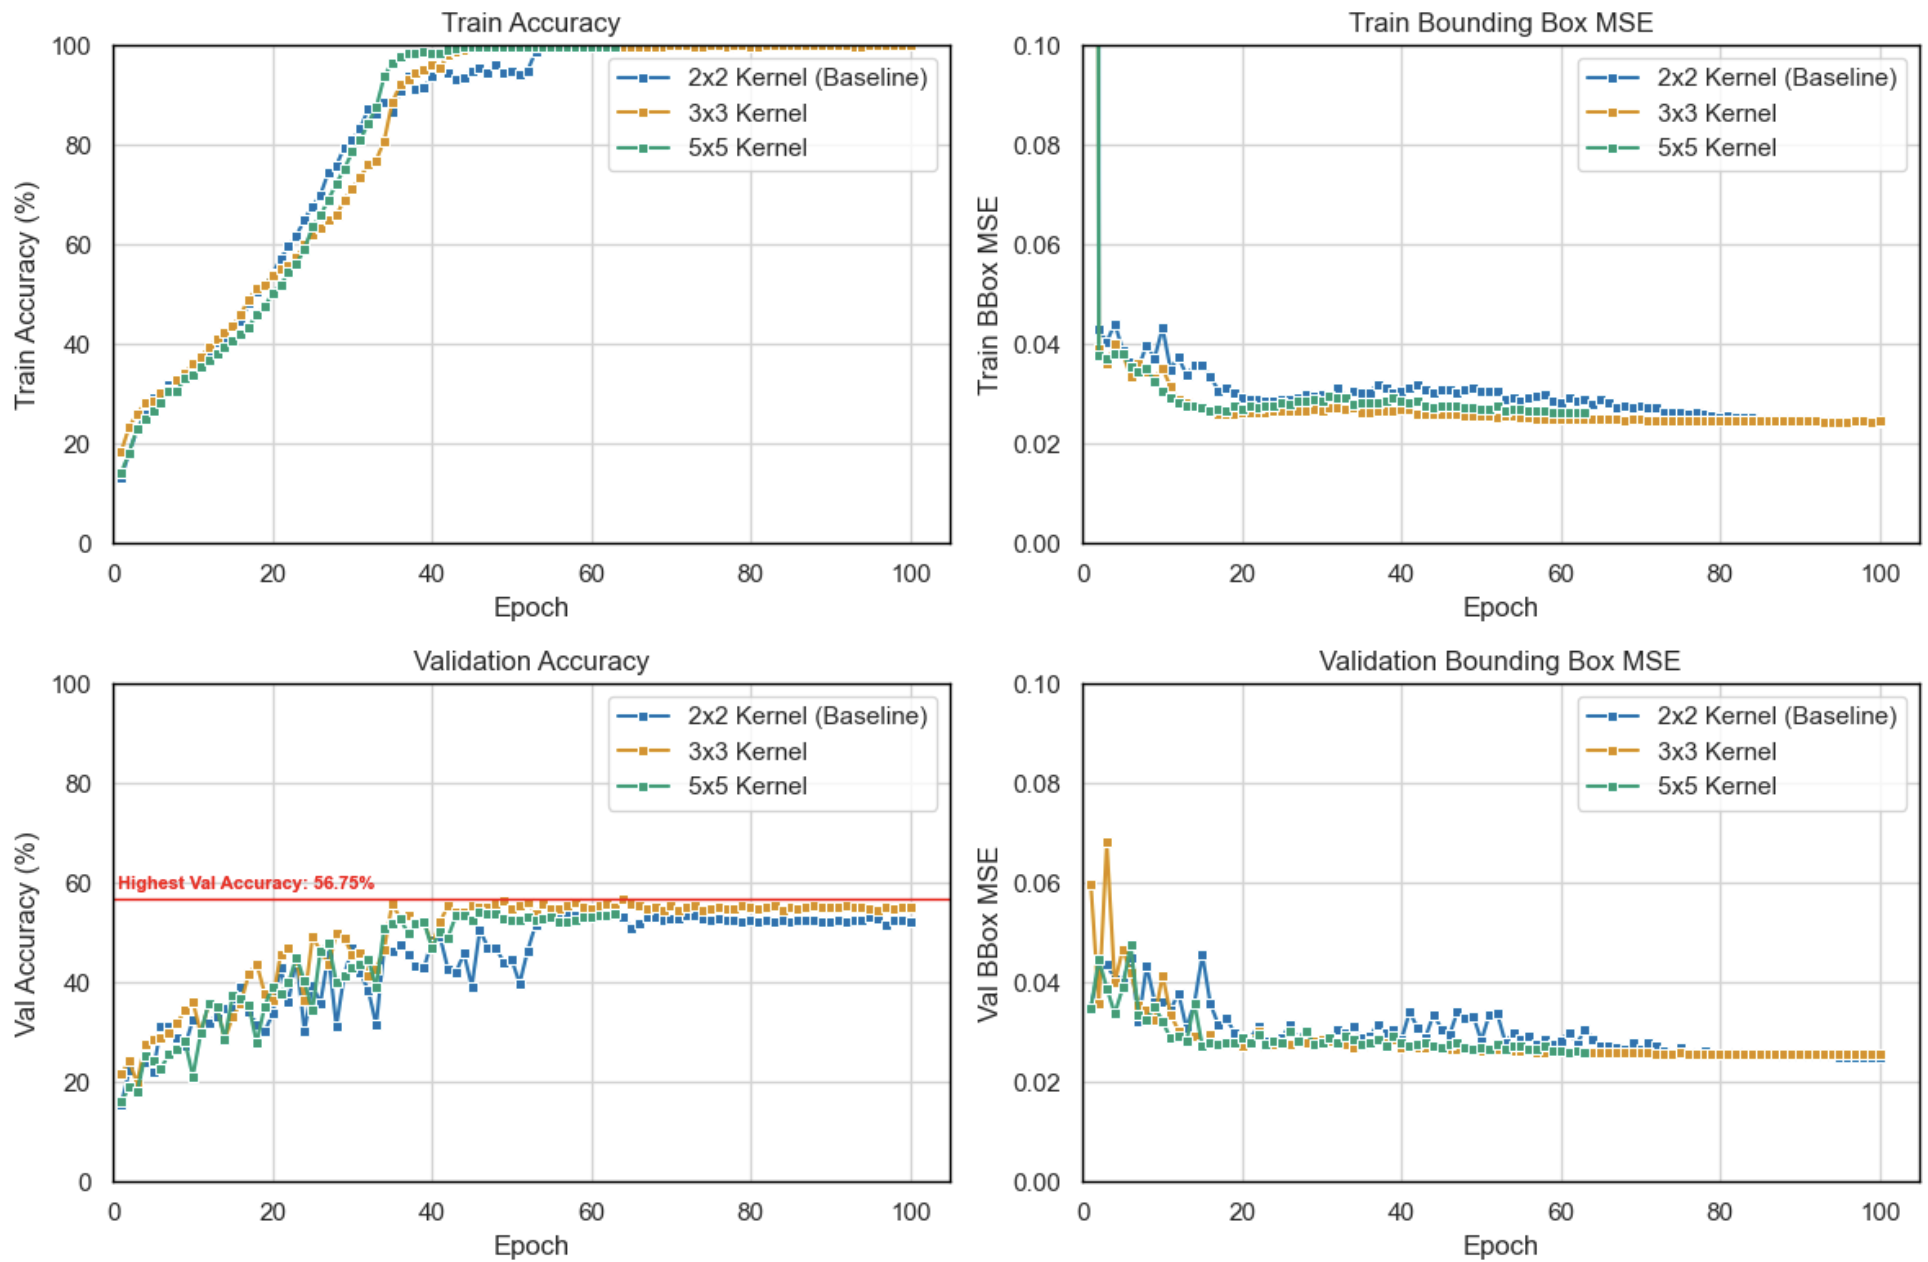 Train Accuracy
Train Accuracy (%)
100
80
60
40
20
0
0 20 40 60 80 100
Epoch
2x2 Kernel (Baseline)
3x3 Kernel
5x5 Kernel
Train Bounding Box MSE
Train BBox MSE
0.10
0.08
0.06
0.04
0.02
0.00
0 20 40 60 80 100
Epoch
2x2 Kernel (Baseline)
3x3 Kernel
5x5 Kernel
Validation Accuracy
Val Accuracy (%)
100
80
60
40
20
0
0 20 40 60 80 100
Epoch
2x2 Kernel (Baseline)
3x3 Kernel
5x5 Kernel
Highest Val Accuracy: 56.75%
Validation Bounding Box MSE
Val BBox MSE
0.10
0.08
0.06
0.04
0.02
0.00
0 20 40 60 80 100
Epoch
2x2 Kernel (Baseline)
3x3 Kernel
5x5 Kernel